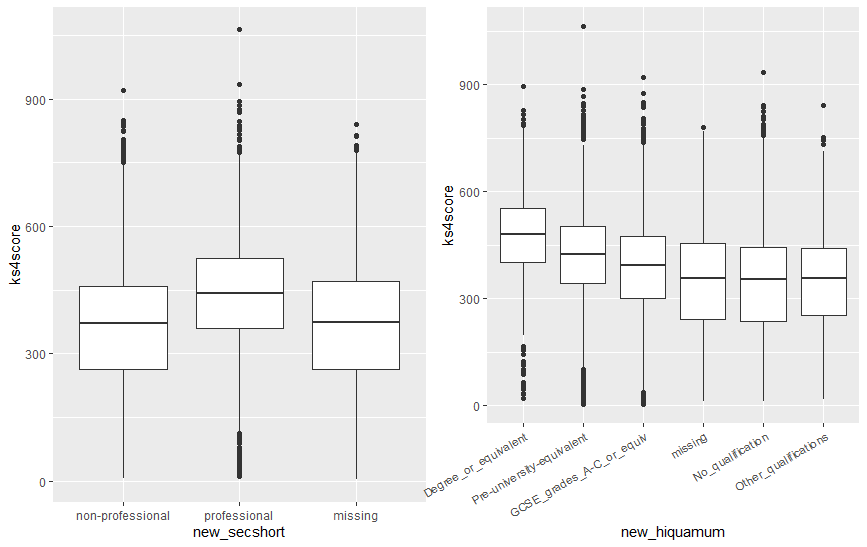 ks4score
900
600
300
0
non-professional
professional
missing
new_secshort
ks4score
900
600
300
0
Degree_or_equivalent
Pre-university-equivalent
GCSE_grades_A-C_or_equiv
missing
No_qualification
Other_qualifications
new_hiquamum